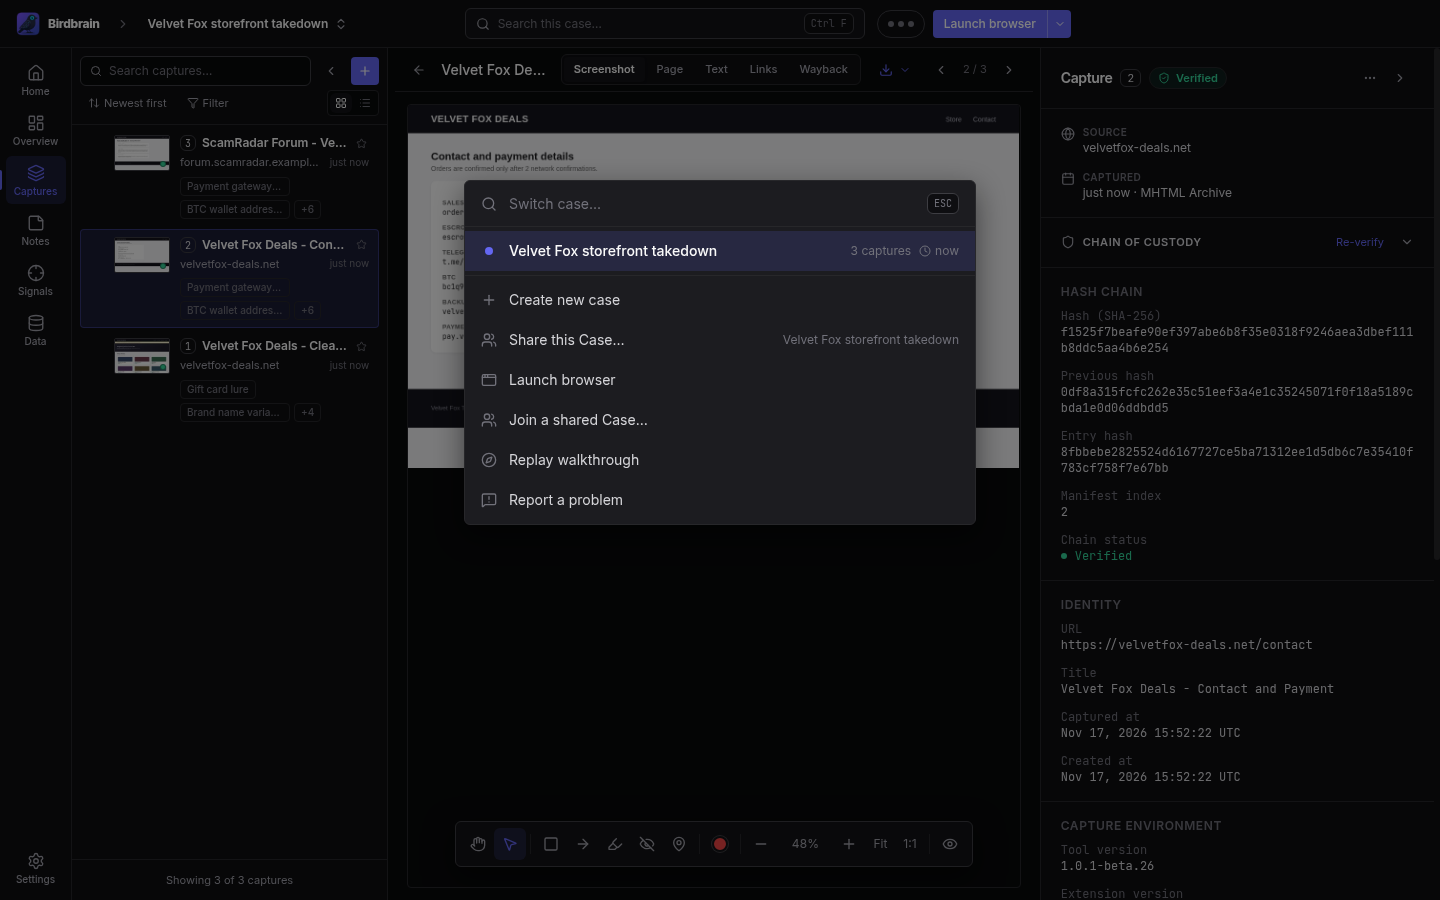 Birdbrain
Velvet Fox storefront takedown
Search this case...
Ctrl F
Launch browser
Home
Overview
Captures
Notes
Signals
Data
Settings
Search captures...
Newest first
Filter
3 ScamRadar Forum - Ve...
forum.scamradar.exampl... just now
Payment gateway...
BTC wallet addres... +6
2 Velvet Fox Deals - Con...
velvetfox-deals.net just now
Payment gateway...
BTC wallet addres... +6
1 Velvet Fox Deals - Clea...
velvetfox-deals.net just now
Gift card lure
Brand name varia... +4
Showing 3 of 3 captures
Velvet Fox De...
Screenshot Page Text Links Wayback
2 / 3
VELVET FOX DEALS
Store Contact
Contact and payment details
Orders are confirmed only after 2 network confirmations.
Switch case...
ESC
Velvet Fox storefront takedown 3 captures now
Create new case
Share this Case... Velvet Fox storefront takedown
Launch browser
Join a shared Case...
Replay walkthrough
Report a problem
48% Fit 1:1
Capture 2 Verified
SOURCE
velvetfox-deals.net
CAPTURED
just now · MHTML Archive
CHAIN OF CUSTODY Re-verify
HASH CHAIN
Hash (SHA-256)
f1525f7beafe90ef397abe6b8f35e0318f9246aea3dbef111
b8ddc5aa4b6e254
Previous hash
0df8a315fcfc262e35c51eef3a4e1c35245071f0f18a5189c
bda1e0d06ddbdd5
Entry hash
8fbbebe2825524d6167727ce5ba71312ee1d5db6c7e35410f
783cf758f7e67bb
Manifest index
2
Chain status
Verified
IDENTITY
URL
https://velvetfox-deals.net/contact
Title
Velvet Fox Deals - Contact and Payment
Captured at
Nov 17, 2026 15:52:22 UTC
Created at
Nov 17, 2026 15:52:22 UTC
CAPTURE ENVIRONMENT
Tool version
1.0.1-beta.26
Extension version